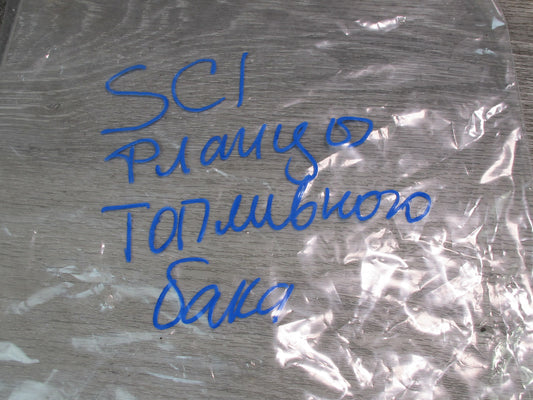 SCI
Фланцы
Топливного
бака